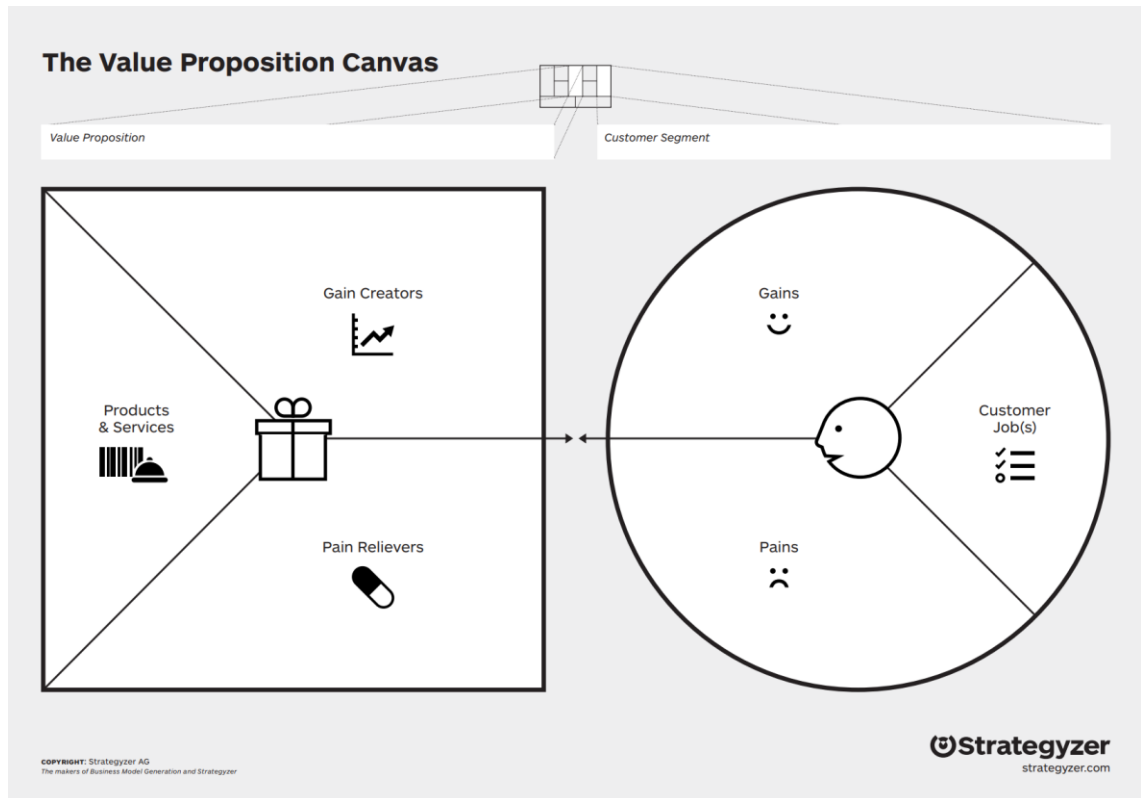 The Value Proposition Canvas
Value Proposition
Customer Segment
Gain Creators
Gains
Products
& Services
Customer
Job(s)
Pain Relievers
Pains
COPYRIGHT: Strategyzer AG
The makers of Business Model Generation and Strategyzer
Strategyzer
strategyzer.com